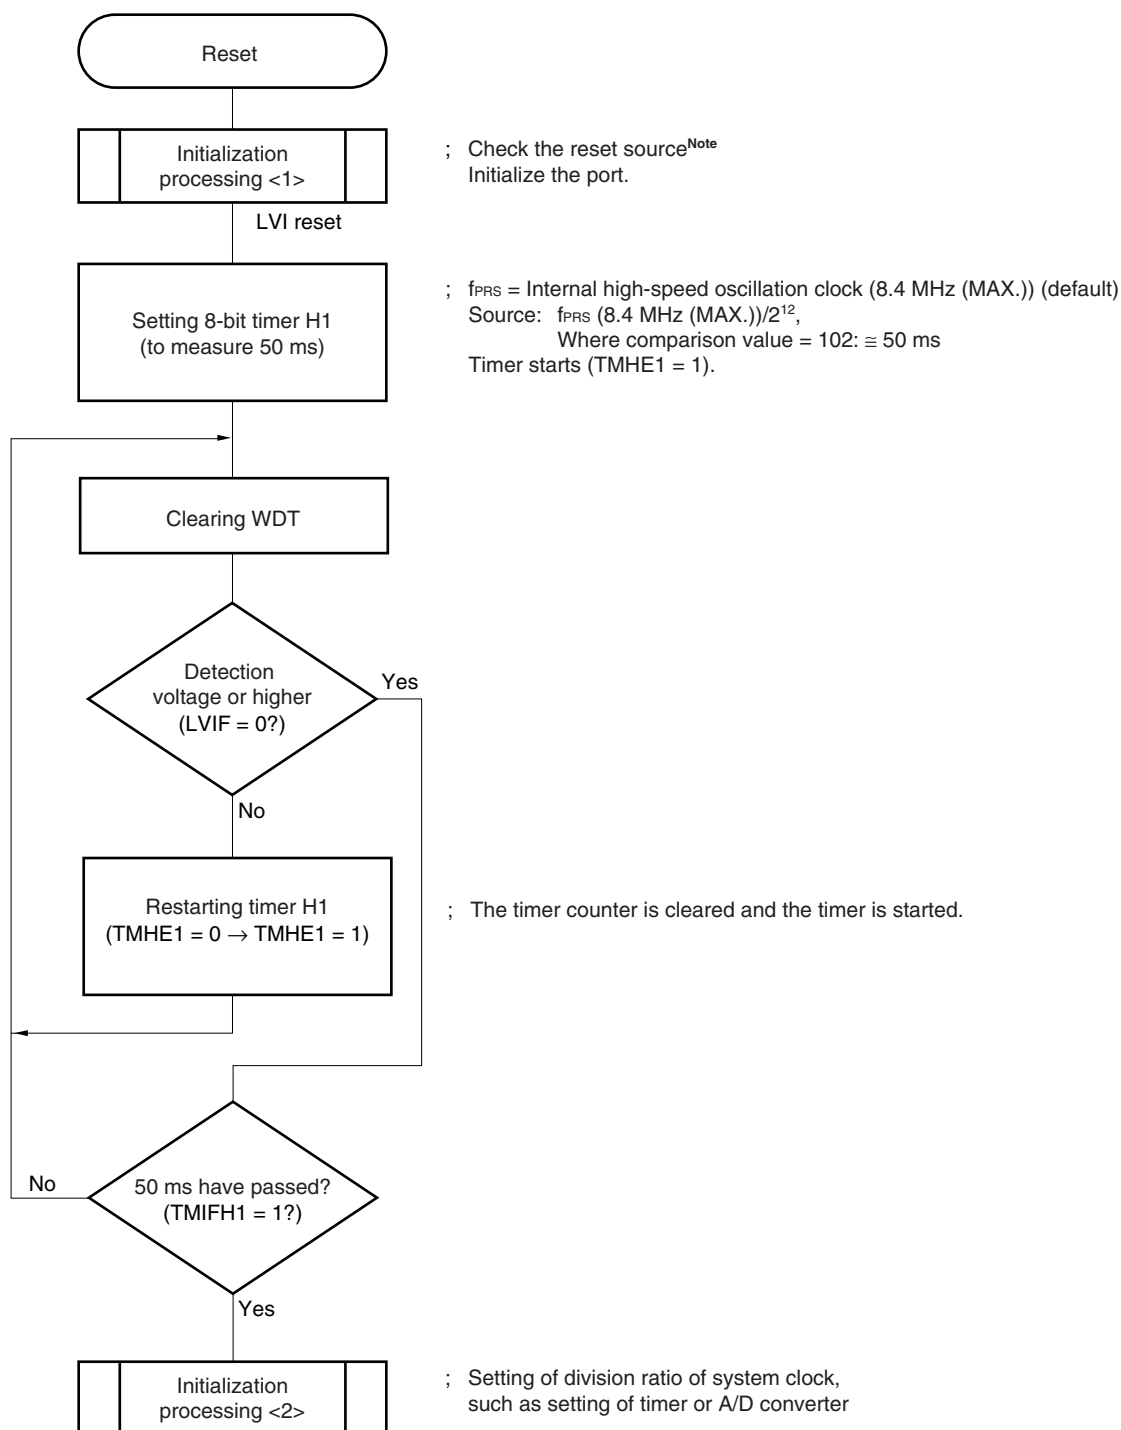 Reset
Initialization
processing <1>
; Check the reset sourceNote
Initialize the port.
LVI reset
Setting 8-bit timer H1
(to measure 50 ms)
; fPRS = Internal high-speed oscillation clock (8.4 MHz (MAX.)) (default)
Source: fPRS (8.4 MHz (MAX.))/2¹²,
Where comparison value = 102: ≅ 50 ms
Timer starts (TMHE1 = 1).
Clearing WDT
Detection
voltage or higher
(LVIF = 0?)
Yes
No
Restarting timer H1
(TMHE1 = 0 → TMHE1 = 1)
; The timer counter is cleared and the timer is started.
50 ms have passed?
(TMIFH1 = 1?)
No
Yes
Initialization
processing <2>
; Setting of division ratio of system clock,
such as setting of timer or A/D converter